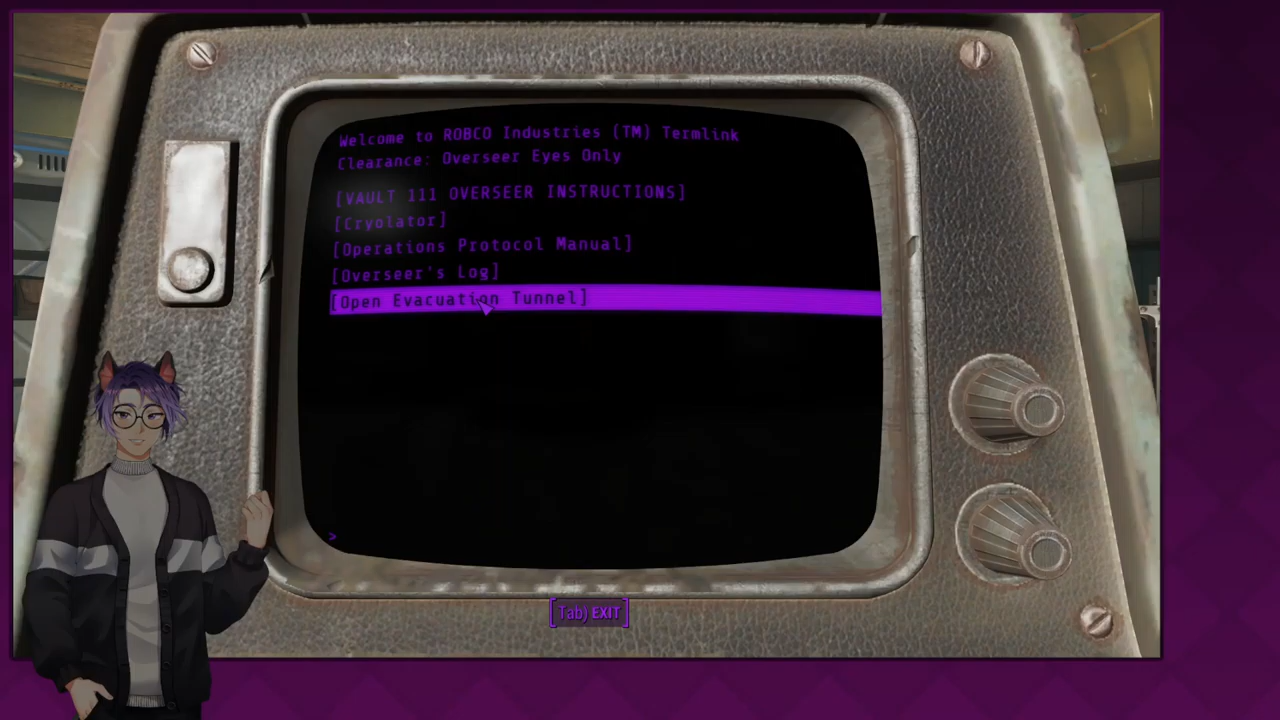 Welcome to ROBCO Industries (TM) Termlink
Clearance: Overseer Eyes Only
[VAULT 111 OVERSEER INSTRUCTIONS]
[Cryolator]
[Operations Protocol Manual]
[Overseer's Log]
[Open Evacuation Tunnel]
>
[Tab) EXIT]